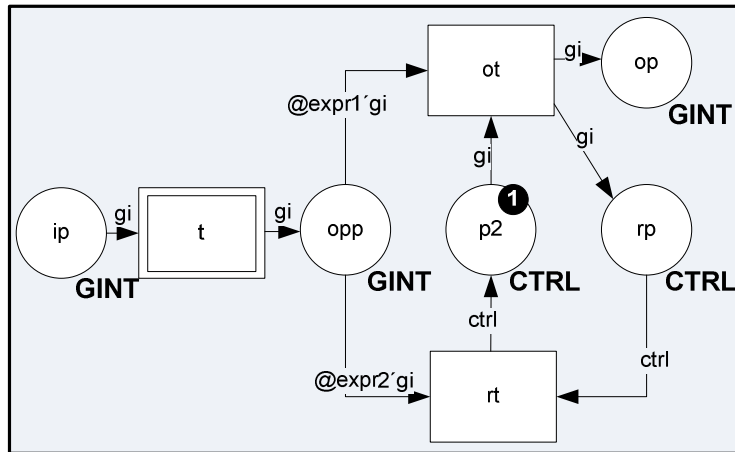 ot
gi
op
GINT
@expr1´gi
gi
gi
ip
gi
t
gi
opp
p2
1
rp
GINT
GINT
CTRL
CTRL
ctrl
ctrl
@expr2´gi
rt